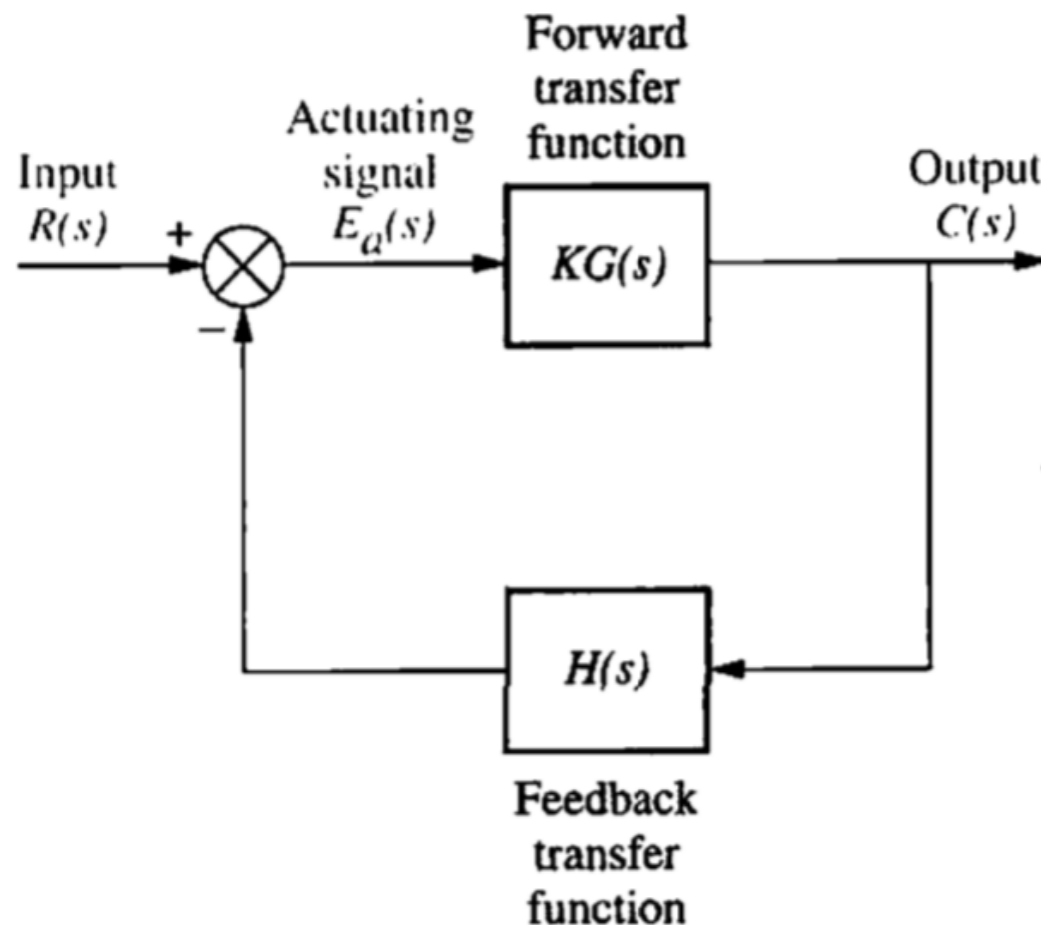 Forward
transfer
function
Actuating
signal
E_a(s)
Input
R(s)
+
−
KG(s)
Output
C(s)
H(s)
Feedback
transfer
function